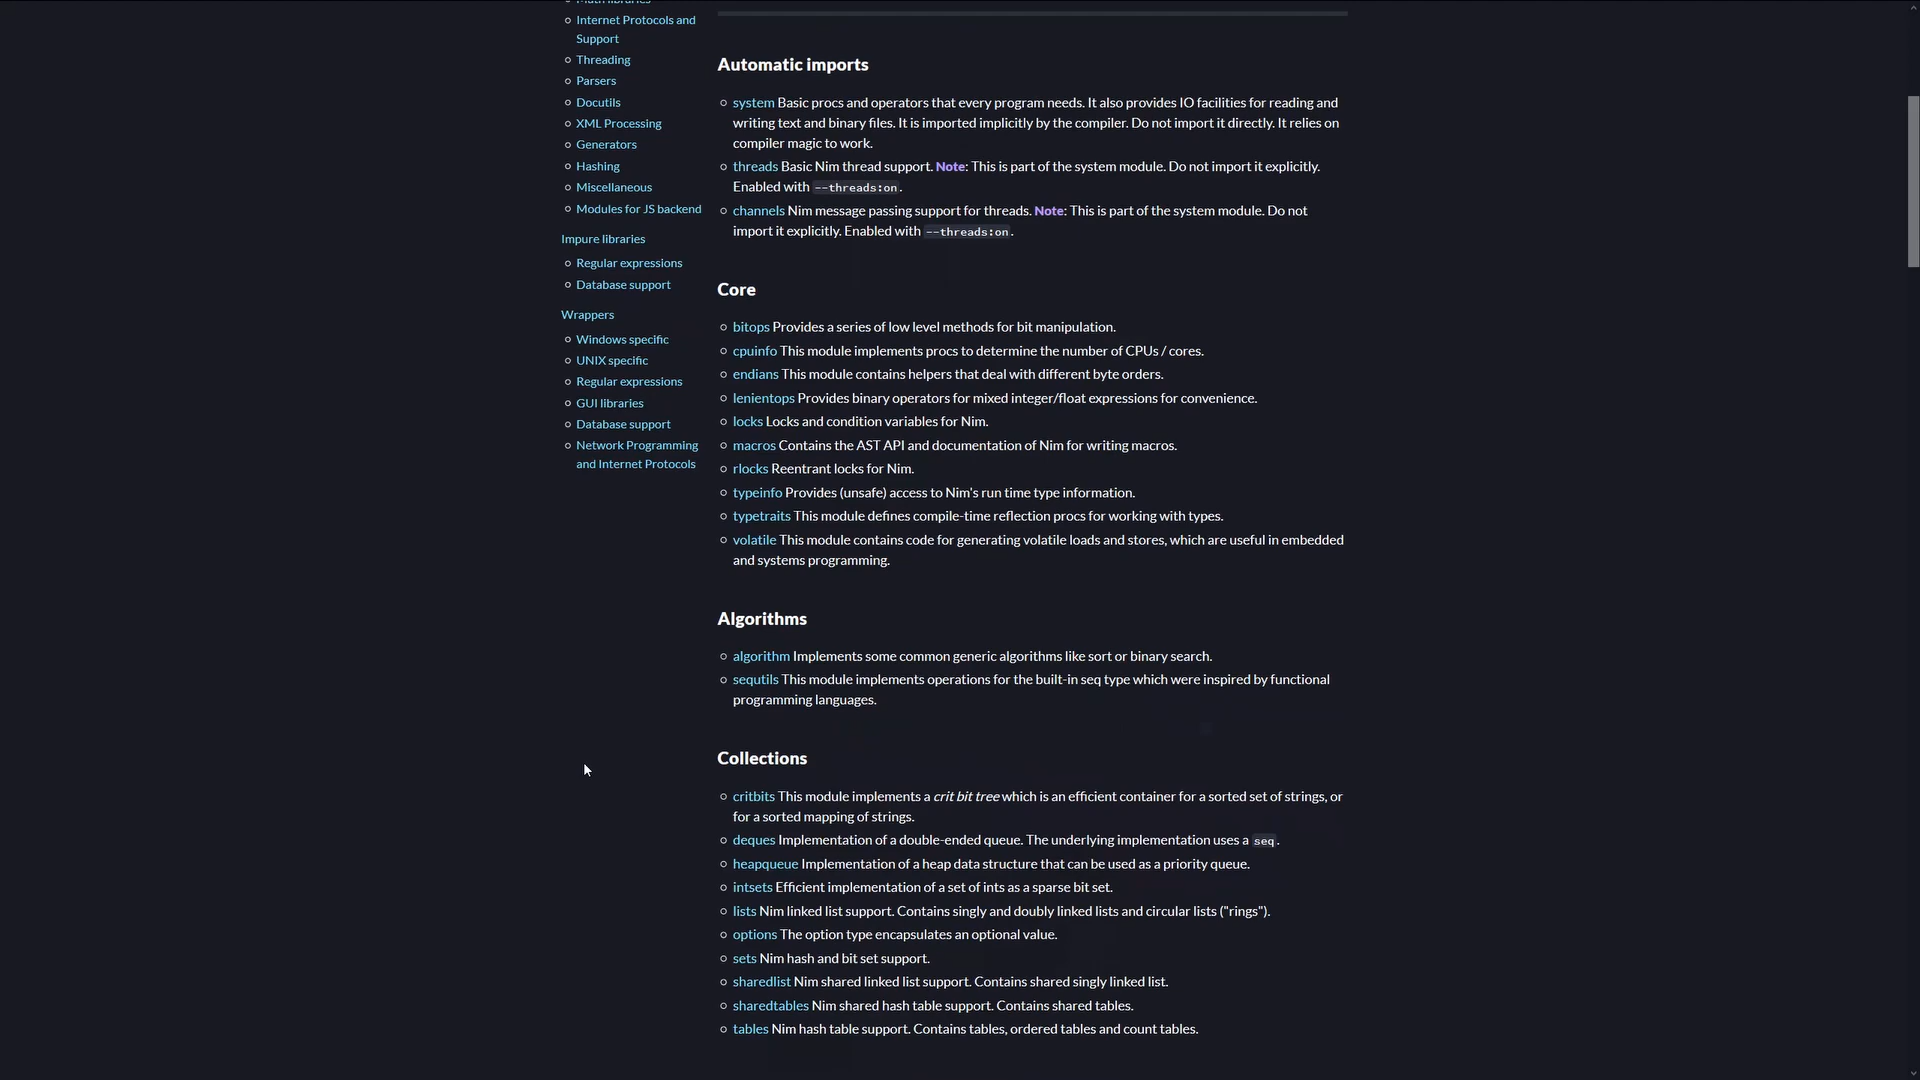 Math libraries
Internet Protocols and
Support
Threading
Parsers
Docutils
XML Processing
Generators
Hashing
Miscellaneous
Modules for JS backend
Impure libraries
Regular expressions
Database support
Wrappers
Windows specific
UNIX specific
Regular expressions
GUI libraries
Database support
Network Programming
and Internet Protocols
Automatic imports
system Basic procs and operators that every program needs. It also provides IO facilities for reading and
writing text and binary files. It is imported implicitly by the compiler. Do not import it directly. It relies on
compiler magic to work.
threads Basic Nim thread support. Note: This is part of the system module. Do not import it explicitly.
Enabled with --threads:on.
channels Nim message passing support for threads. Note: This is part of the system module. Do not
import it explicitly. Enabled with --threads:on.
Core
bitops Provides a series of low level methods for bit manipulation.
cpuinfo This module implements procs to determine the number of CPUs / cores.
endians This module contains helpers that deal with different byte orders.
lenientops Provides binary operators for mixed integer/float expressions for convenience.
locks Locks and condition variables for Nim.
macros Contains the AST API and documentation of Nim for writing macros.
rlocks Reentrant locks for Nim.
typeinfo Provides (unsafe) access to Nim's run time type information.
typetraits This module defines compile-time reflection procs for working with types.
volatile This module contains code for generating volatile loads and stores, which are useful in embedded
and systems programming.
Algorithms
algorithm Implements some common generic algorithms like sort or binary search.
sequtils This module implements operations for the built-in seq type which were inspired by functional
programming languages.
Collections
critbits This module implements a crit bit tree which is an efficient container for a sorted set of strings, or
for a sorted mapping of strings.
deques Implementation of a double-ended queue. The underlying implementation uses a seq.
heapqueue Implementation of a heap data structure that can be used as a priority queue.
intsets Efficient implementation of a set of ints as a sparse bit set.
lists Nim linked list support. Contains singly and doubly linked lists and circular lists ("rings").
options The option type encapsulates an optional value.
sets Nim hash and bit set support.
sharedlist Nim shared linked list support. Contains shared singly linked list.
sharedtables Nim shared hash table support. Contains shared tables.
tables Nim hash table support. Contains tables, ordered tables and count tables.